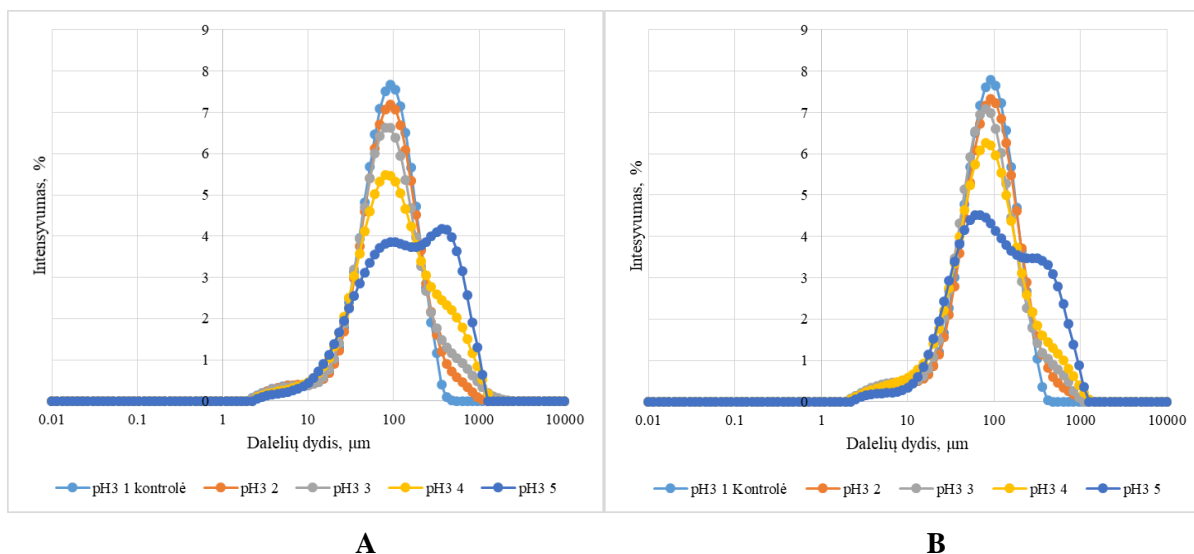 9
8
7
6
5
4
3
2
1
0
Intensyvumas, %
0.01 0.1 1 10 100 1000 10000
Dalelių dydis, μm
pH3 1 kontrolė pH3 2 pH3 3 pH3 4 pH3 5
A
9
8
7
6
5
4
3
2
1
0
Intesyvumas, %
0.01 0.1 1 10 100 1000 10000
Dalelių dydis, μm
pH3 1 Kontrolė pH3 2 pH3 3 pH3 4 pH3 5
B